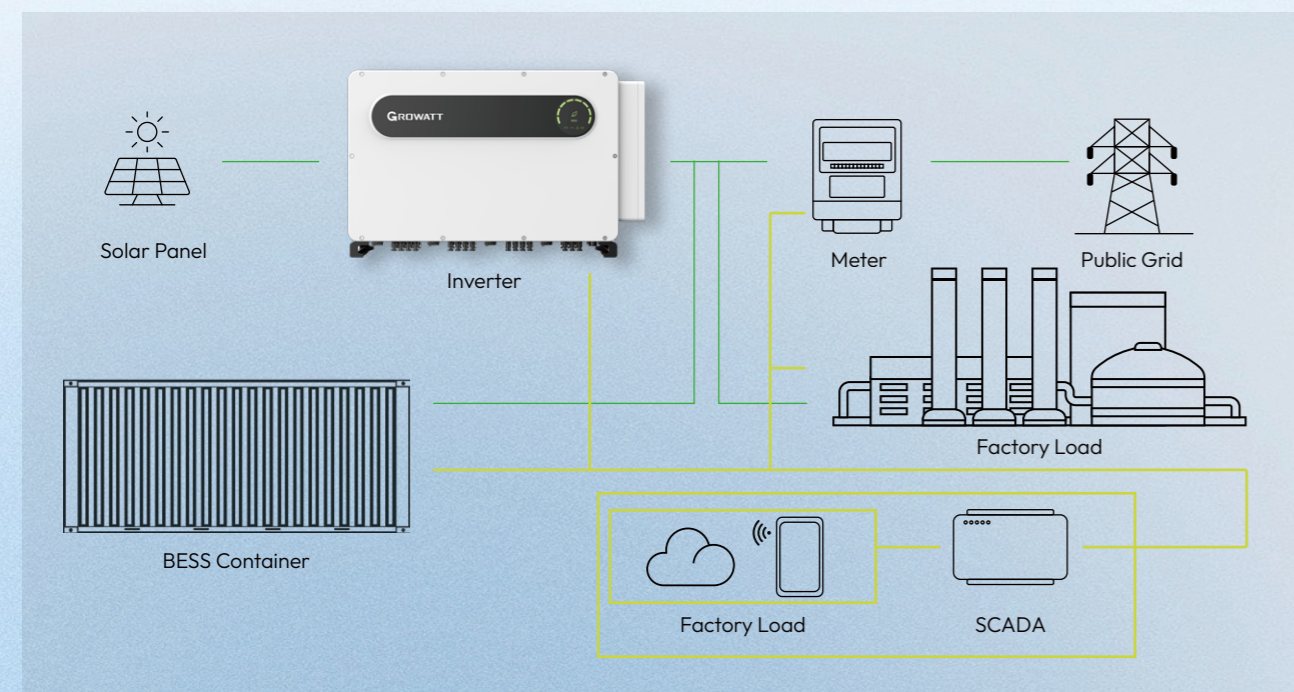 GROWATT
Solar Panel
Inverter
Meter
Public Grid
Factory Load
BESS Container
Factory Load
SCADA